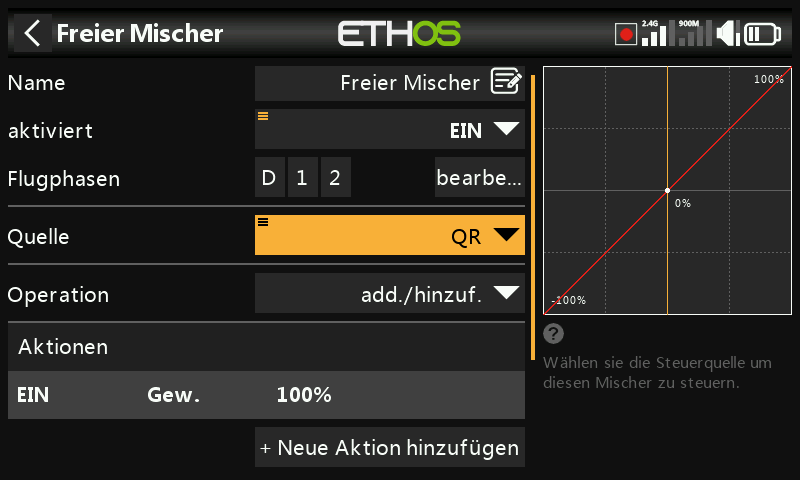 Freier Mischer
ETHOS
2.4G
900M
Name
Freier Mischer
aktiviert
EIN
Flugphasen
D 1 2
bearbe...
Quelle
QR
Operation
add./hinzuf.
Aktionen
EIN Gew. 100%
+ Neue Aktion hinzufügen
100%
0%
-100%
?
Wählen sie die Steuerquelle um
diesen Mischer zu steuern.